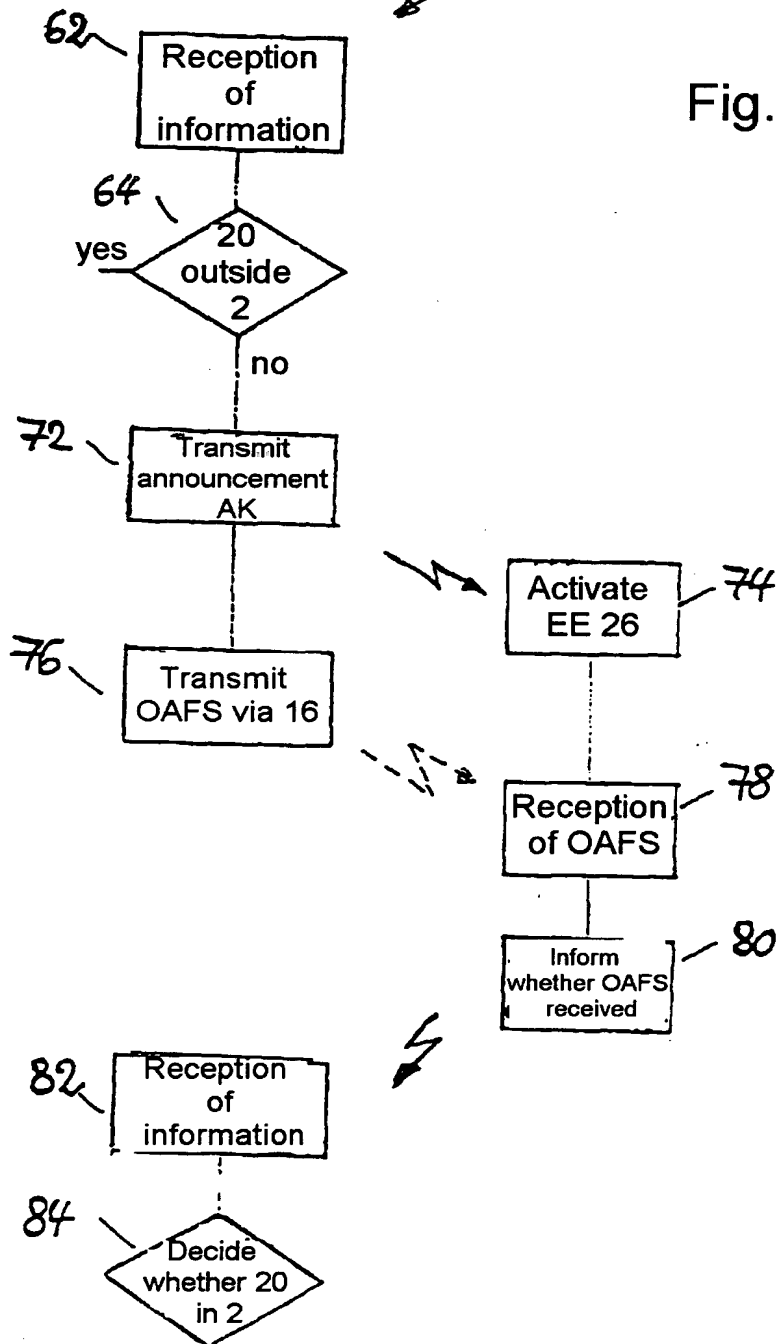 62
Reception
of
information
Fig.
64
20
outside
2
yes
no
72
Transmit
announcement
AK
Activate
EE 26
74
76
Transmit
OAFS via 16
Reception
of OAFS
78
Inform
whether OAFS
received
80
82
Reception
of
information
84
Decide
whether 20
in 2